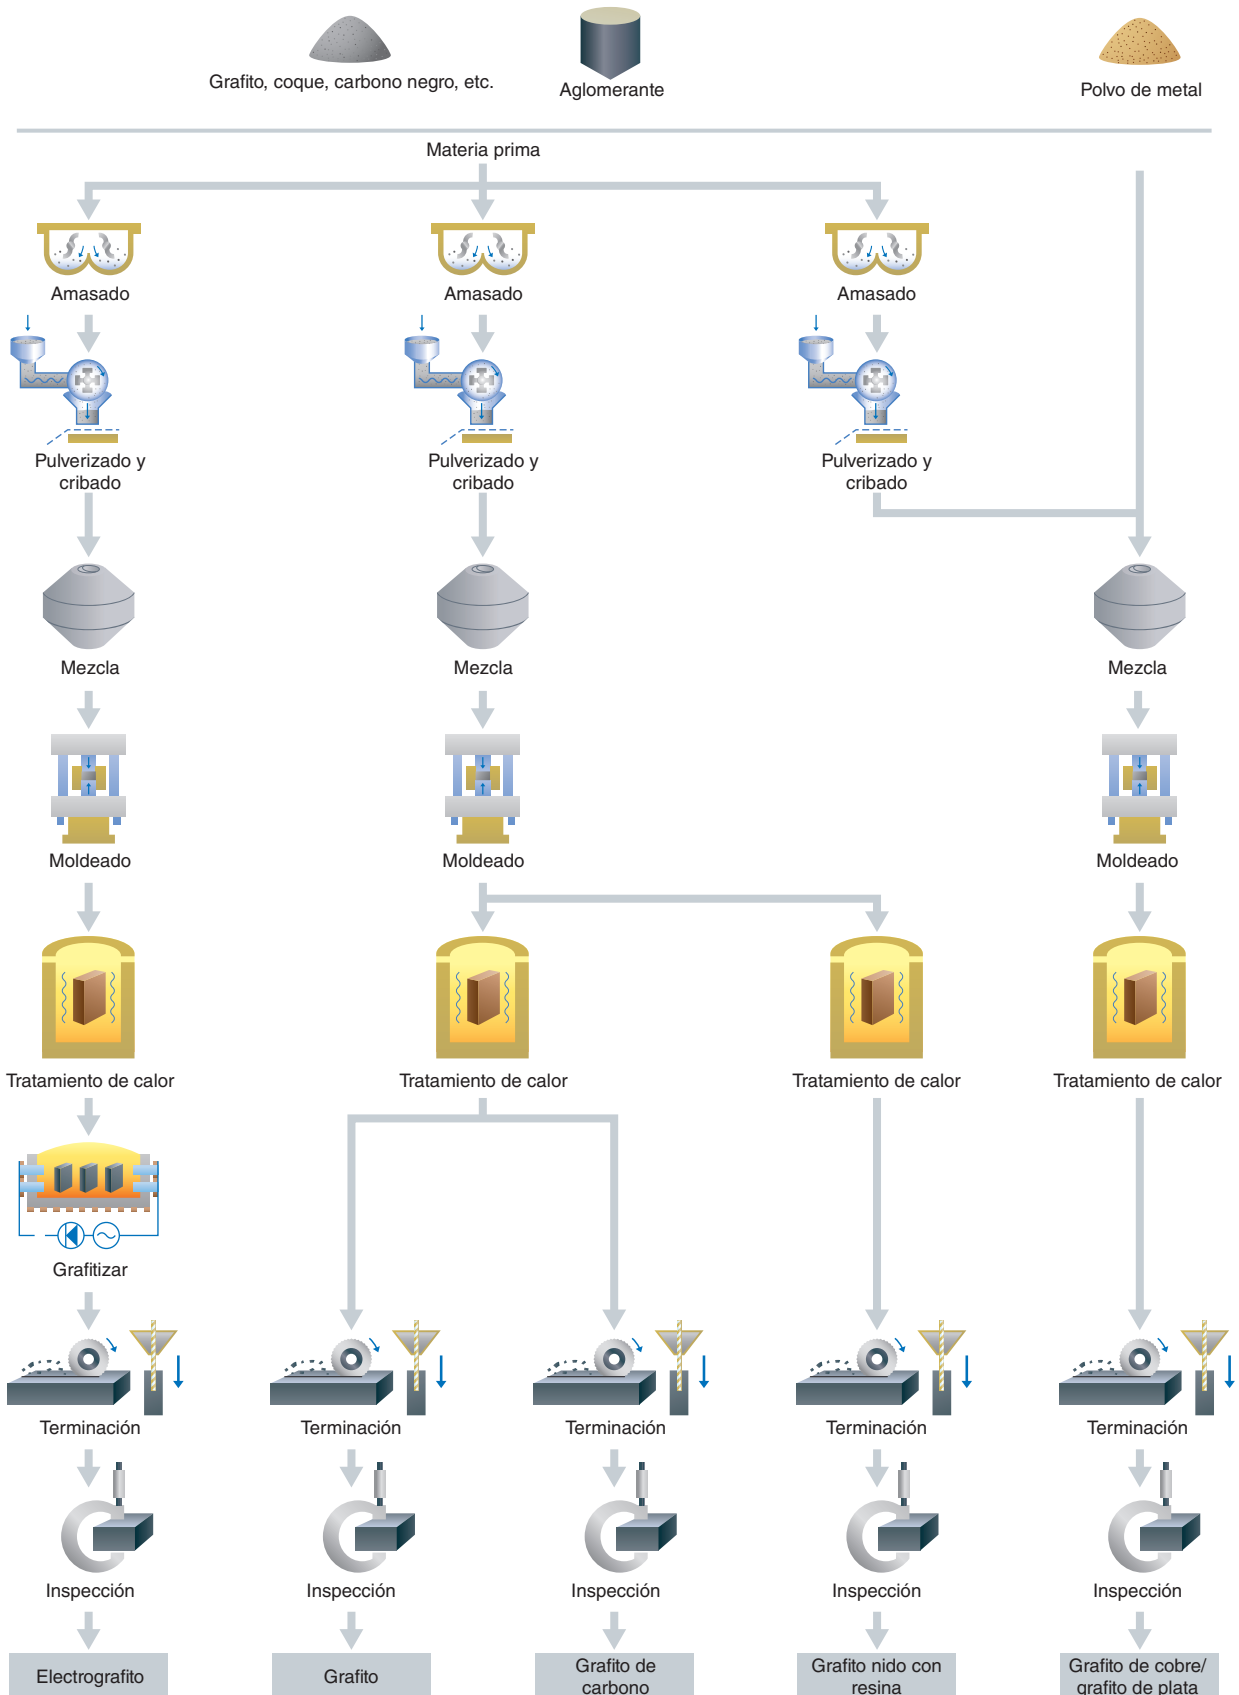 Grafito, coque, carbono negro, etc.
Aglomerante
Polvo de metal
Materia prima
Amasado
Amasado
Amasado
Pulverizado y
cribado
Pulverizado y
cribado
Pulverizado y
cribado
Mezcla
Mezcla
Mezcla
Moldeado
Moldeado
Moldeado
Tratamiento de calor
Tratamiento de calor
Tratamiento de calor
Tratamiento de calor
Grafitizar
Terminación
Terminación
Terminación
Terminación
Terminación
Inspección
Inspección
Inspección
Inspección
Inspección
Electrografito
Grafito
Grafito de
carbono
Grafito nido con
resina
Grafito de cobre/
grafito de plata